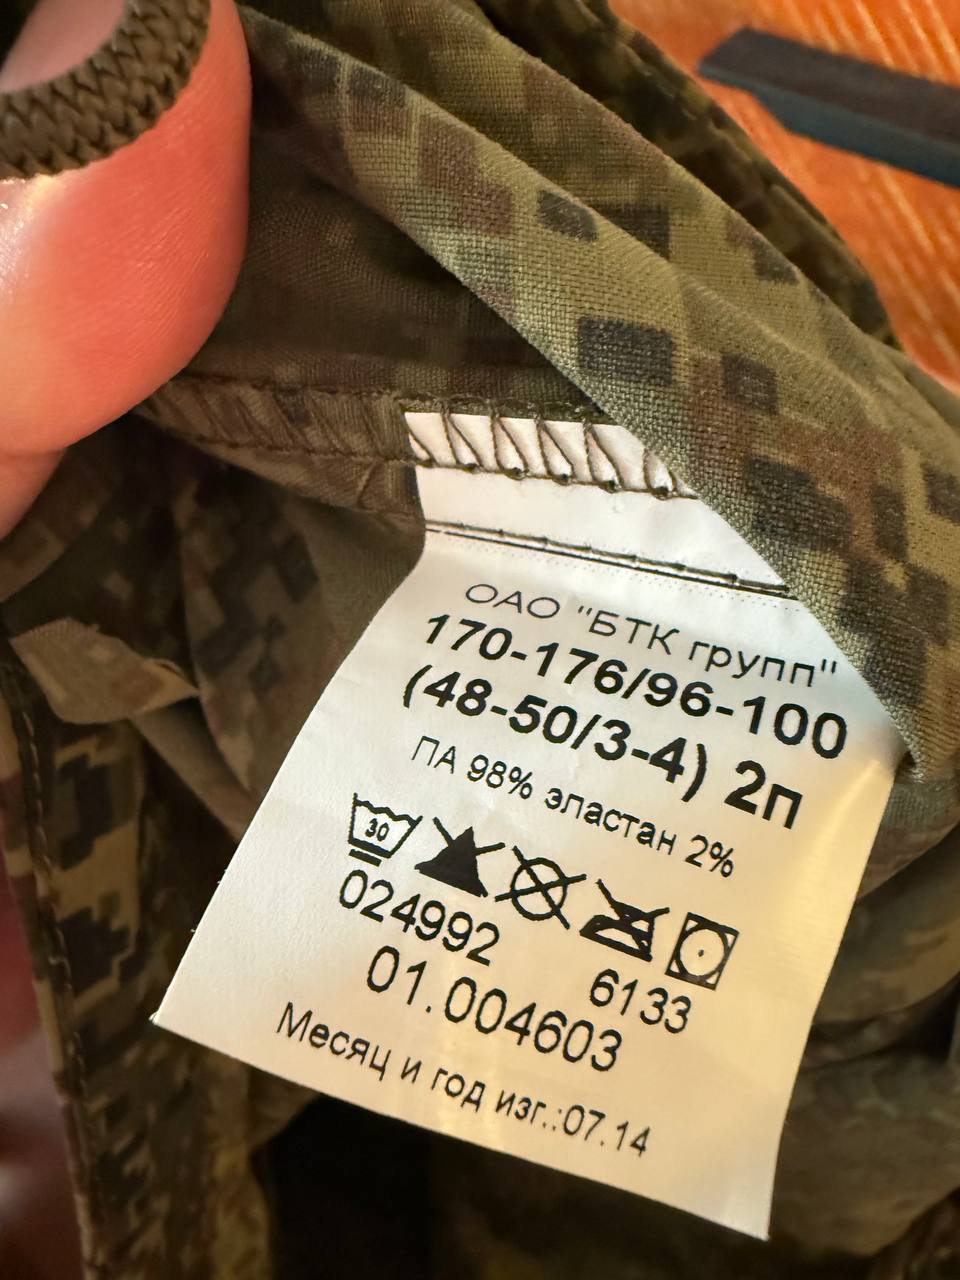 ОАО "БТК групп"
170-176/96-100
(48-50/3-4) 2п
ПА 98% эластан 2%
30
024992
6133
01.004603
Месяц и год изг.:07.14